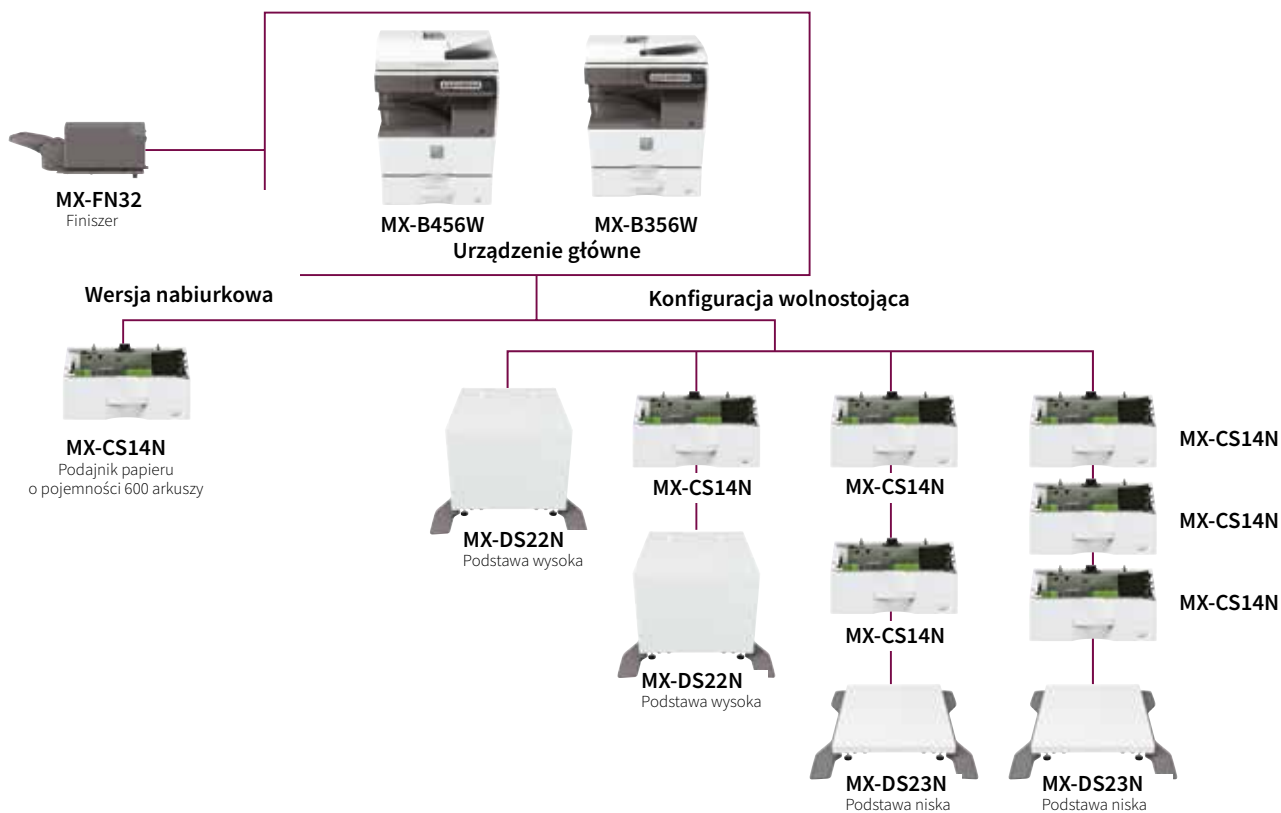 MX-FN32
Finiszer
MX-B456W
MX-B356W
Urządzenie główne
Wersja nabiurkowa
Konfiguracja wolnostojąca
MX-CS14N
Podajnik papieru
o pojemności 600 arkuszy
MX-DS22N
Podstawa wysoka
MX-CS14N
MX-DS22N
Podstawa wysoka
MX-CS14N
MX-CS14N
MX-DS23N
Podstawa niska
MX-CS14N
MX-CS14N
MX-CS14N
MX-DS23N
Podstawa niska